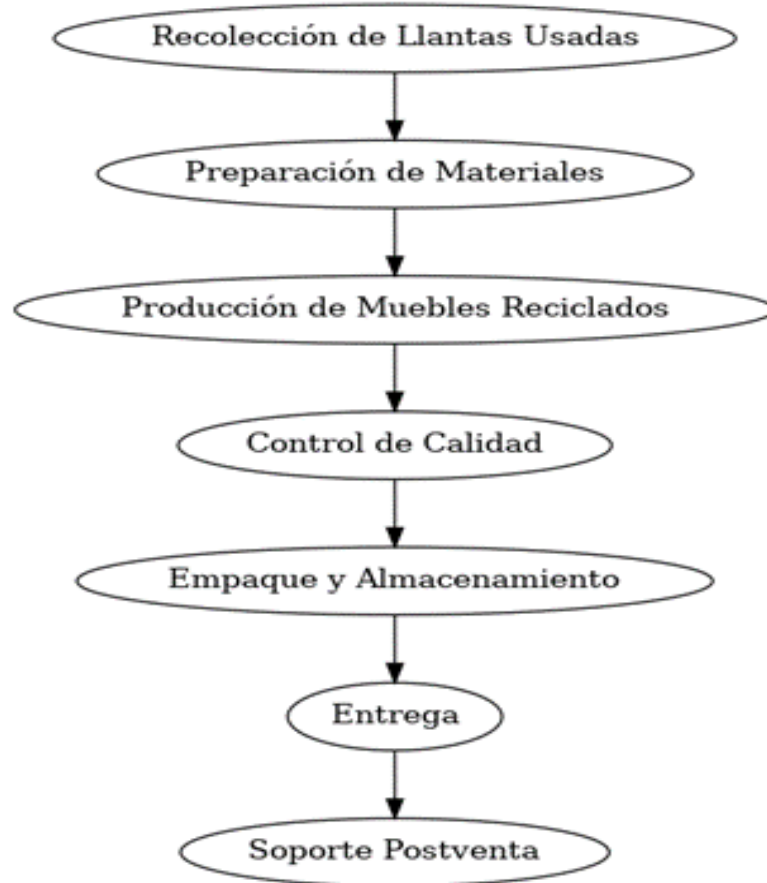 Recolección de Llantas Usadas
Preparación de Materiales
Producción de Muebles Reciclados
Control de Calidad
Empaque y Almacenamiento
Entrega
Soporte Postventa